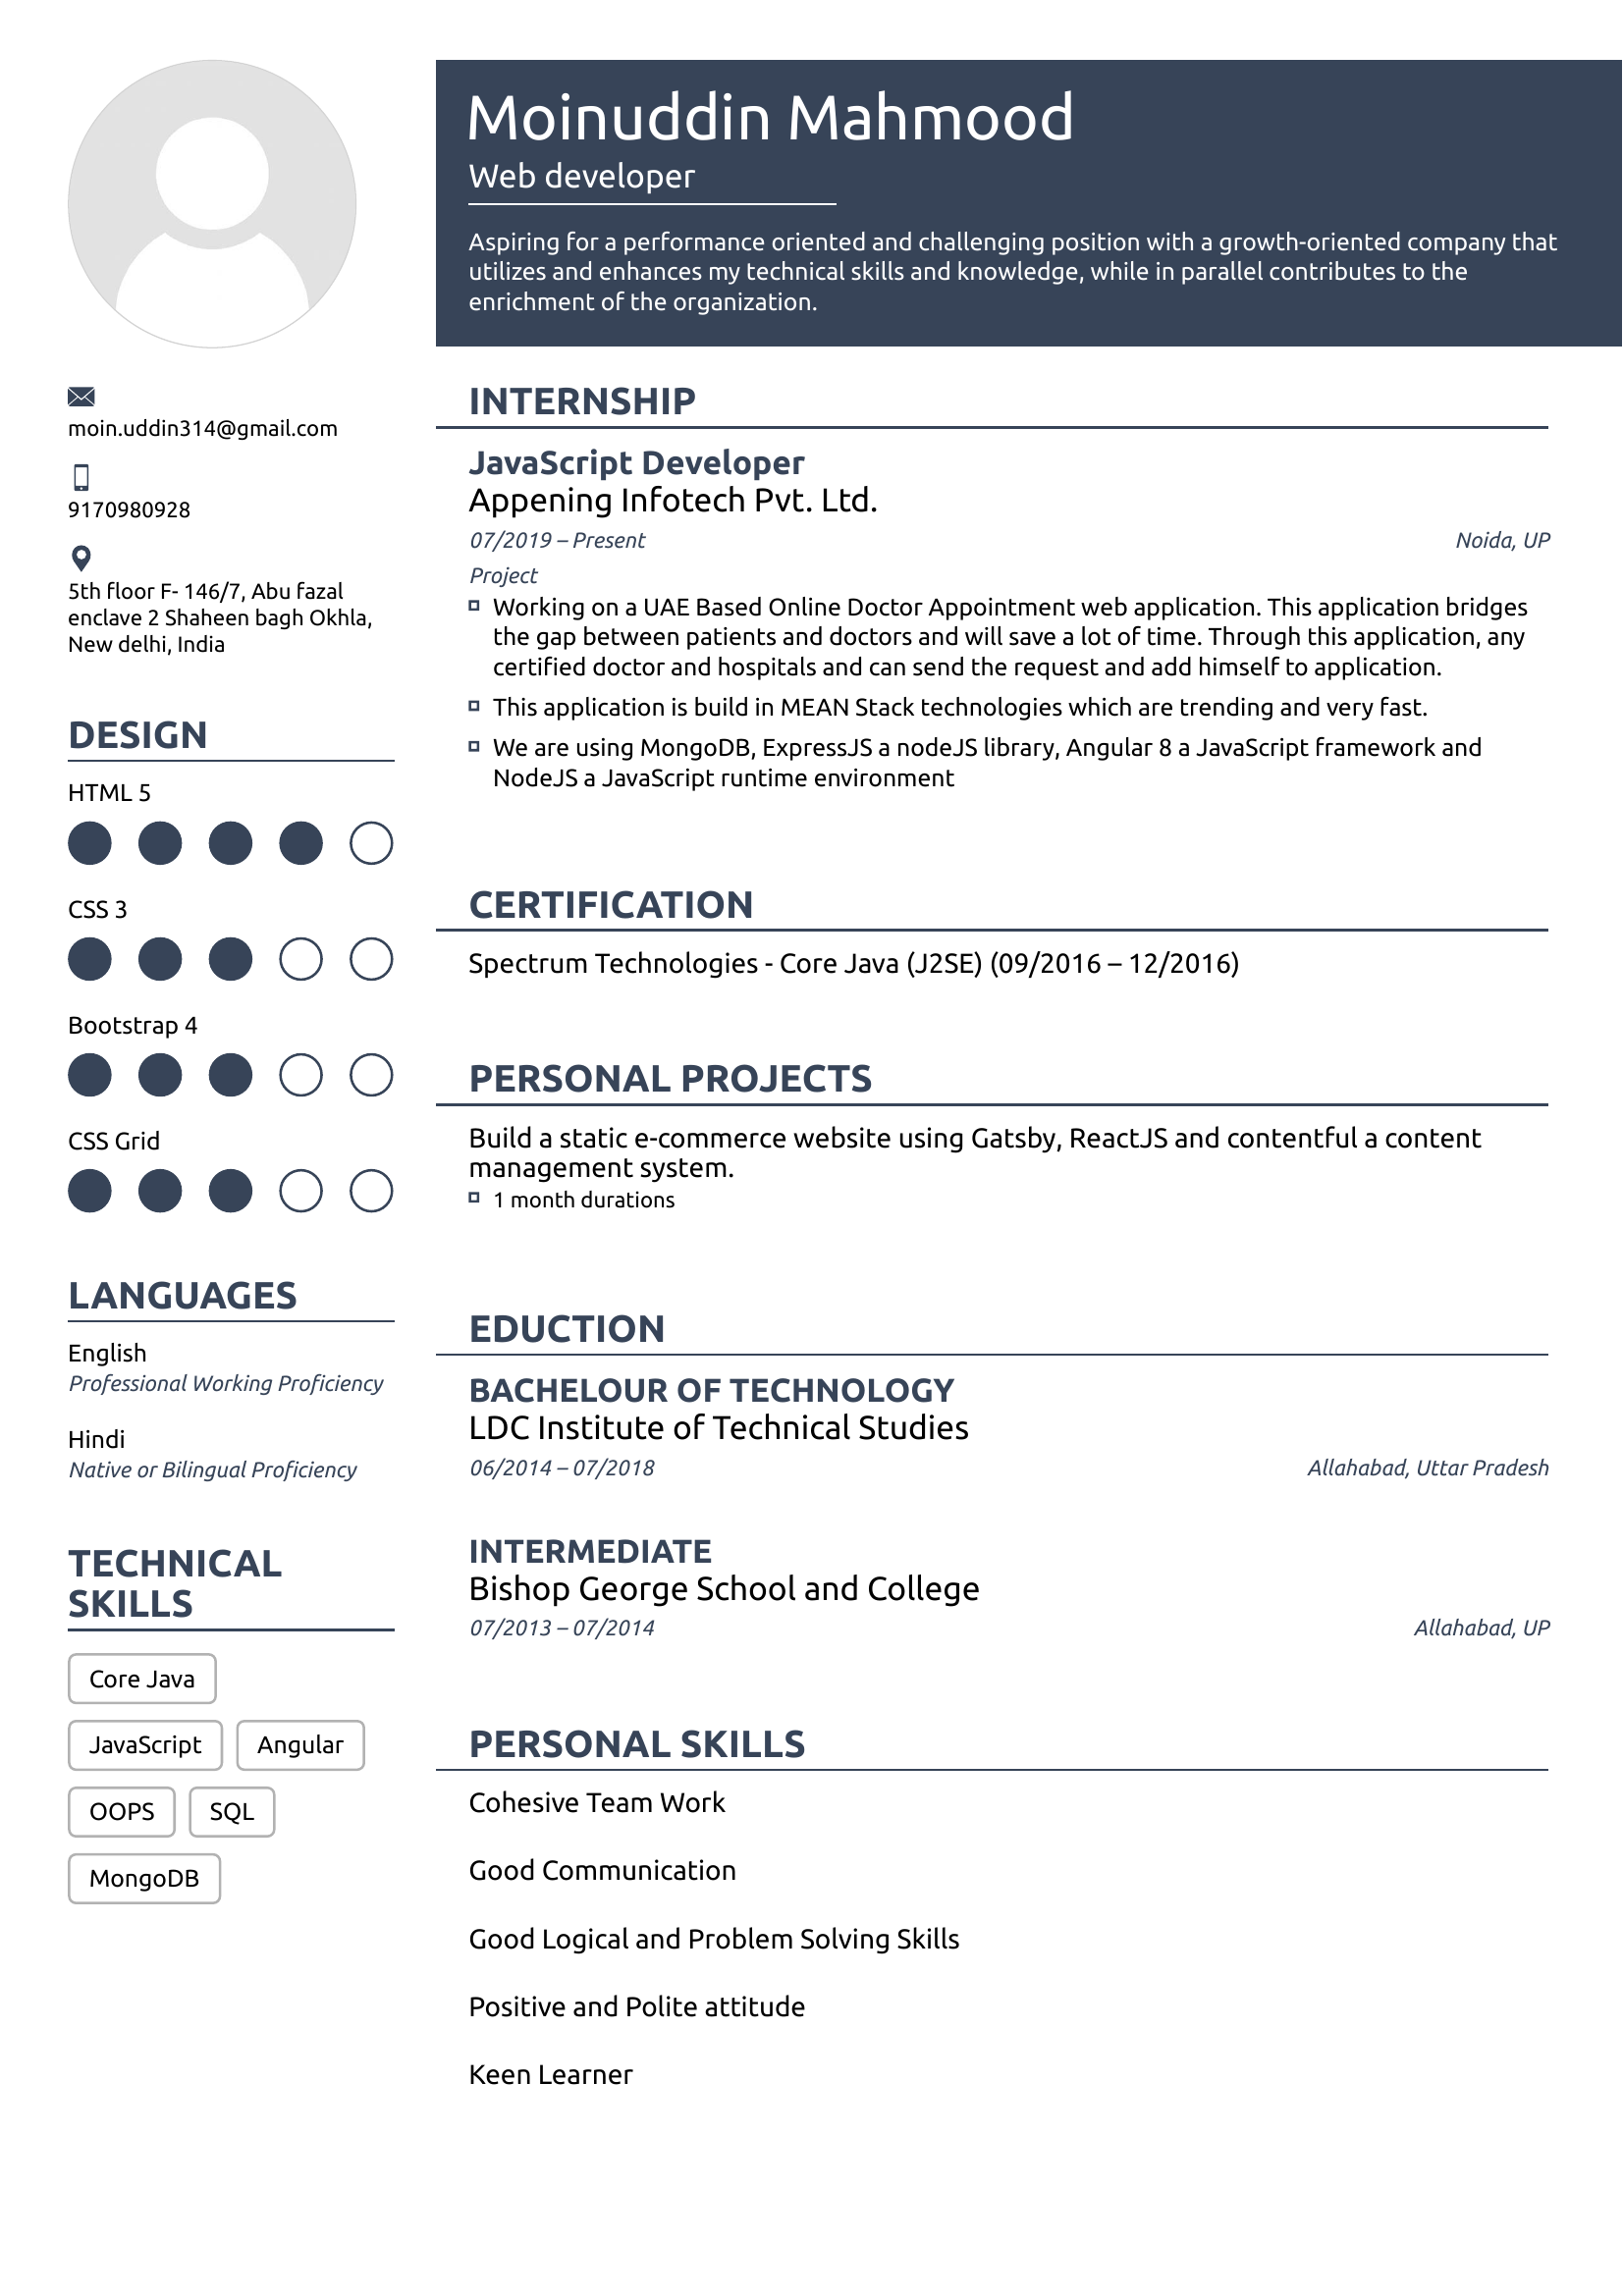 Moinuddin Mahmood
Web developer
Aspiring for a performance oriented and challenging position with a growth-oriented company that
utilizes and enhances my technical skills and knowledge, while in parallel contributes to the
enrichment of the organization.
moin.uddin314@gmail.com
9170980928
5th floor F- 146/7, Abu fazal
enclave 2 Shaheen bagh Okhla,
New delhi, India
DESIGN
HTML 5
CSS 3
Bootstrap 4
CSS Grid
LANGUAGES
English
Professional Working Proficiency
Hindi
Native or Bilingual Proficiency
TECHNICAL
SKILLS
Core Java
JavaScript Angular
OOPS SQL
MongoDB
INTERNSHIP
JavaScript Developer
Appening Infotech Pvt. Ltd.
07/2019 – Present Noida, UP
Project
Working on a UAE Based Online Doctor Appointment web application. This application bridges
the gap between patients and doctors and will save a lot of time. Through this application, any
certified doctor and hospitals and can send the request and add himself to application.
This application is build in MEAN Stack technologies which are trending and very fast.
We are using MongoDB, ExpressJS a nodeJS library, Angular 8 a JavaScript framework and
NodeJS a JavaScript runtime environment
CERTIFICATION
Spectrum Technologies - Core Java (J2SE) (09/2016 – 12/2016)
PERSONAL PROJECTS
Build a static e-commerce website using Gatsby, ReactJS and contentful a content
management system.
1 month durations
EDUCTION
BACHELOUR OF TECHNOLOGY
LDC Institute of Technical Studies
06/2014 – 07/2018 Allahabad, Uttar Pradesh
INTERMEDIATE
Bishop George School and College
07/2013 – 07/2014 Allahabad, UP
PERSONAL SKILLS
Cohesive Team Work
Good Communication
Good Logical and Problem Solving Skills
Positive and Polite attitude
Keen Learner